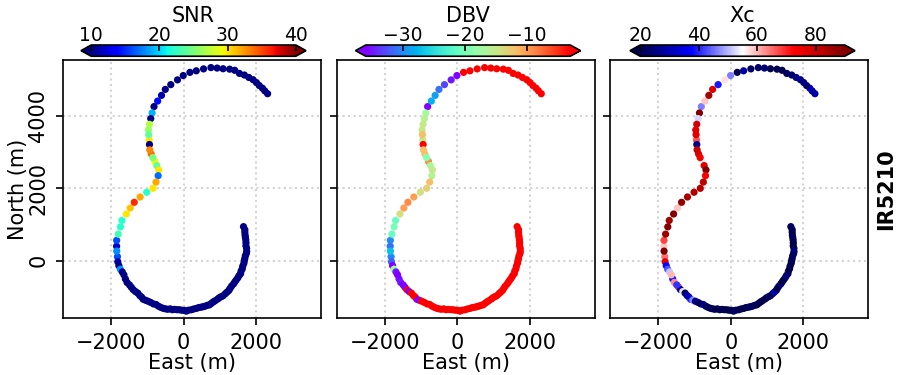 SNR DBV Xc
10 20 30 40 −30 −20 −10 20 40 60 80
4000
2000
0
North (m)
IR5210
−2000 0 2000 −2000 0 2000 −2000 0 2000
East (m) East (m) East (m)